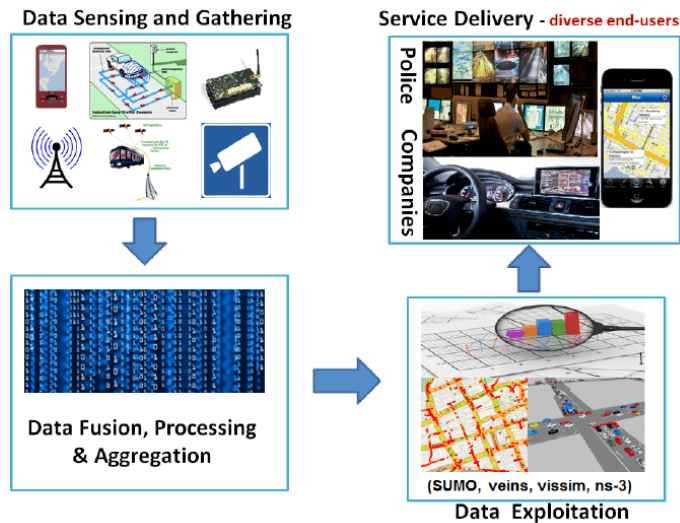 Data Sensing and Gathering
Service Delivery - diverse end-users
Police Companies
Map
Data Fusion, Processing
& Aggregation
(SUMO, veins, vissim, ns-3)
Data Exploitation